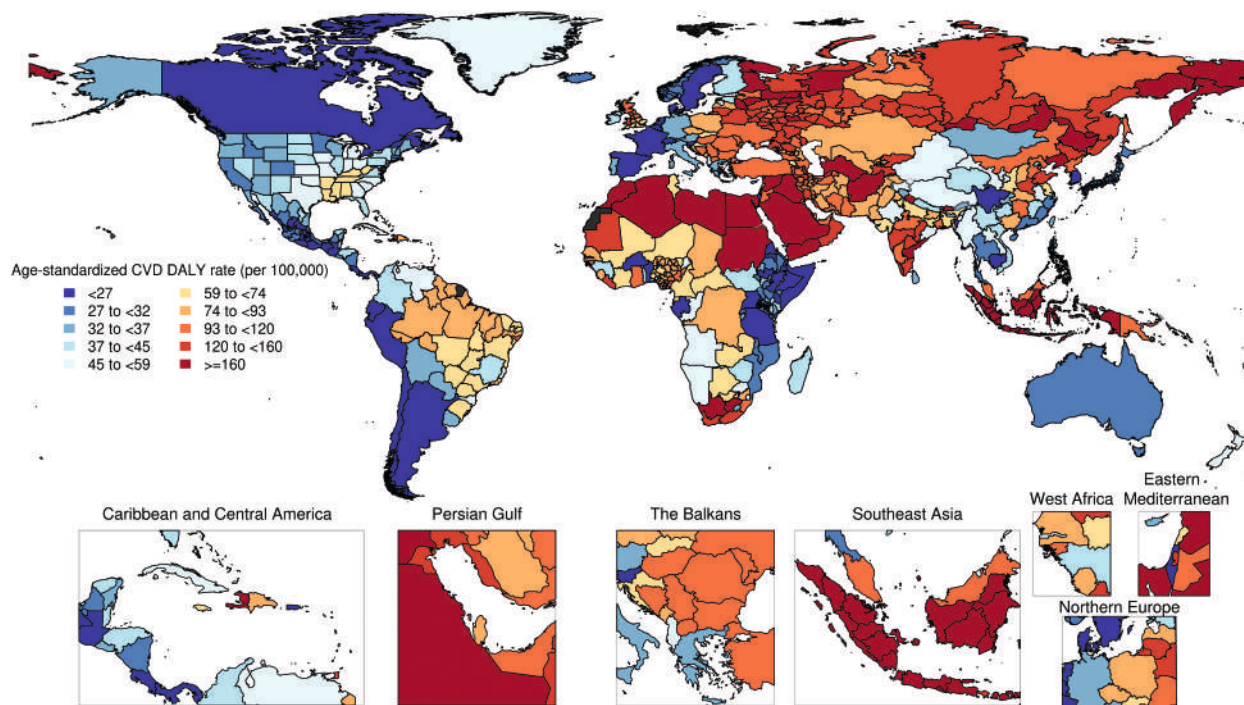 Age-standardized CVD DALY rate (per 100,000)
<27
27 to <32
32 to <37
37 to <45
45 to <59
59 to <74
74 to <93
93 to <120
120 to <160
>=160
Caribbean and Central America
Persian Gulf
The Balkans
Southeast Asia
West Africa
Eastern
Mediterranean
Northern Europe